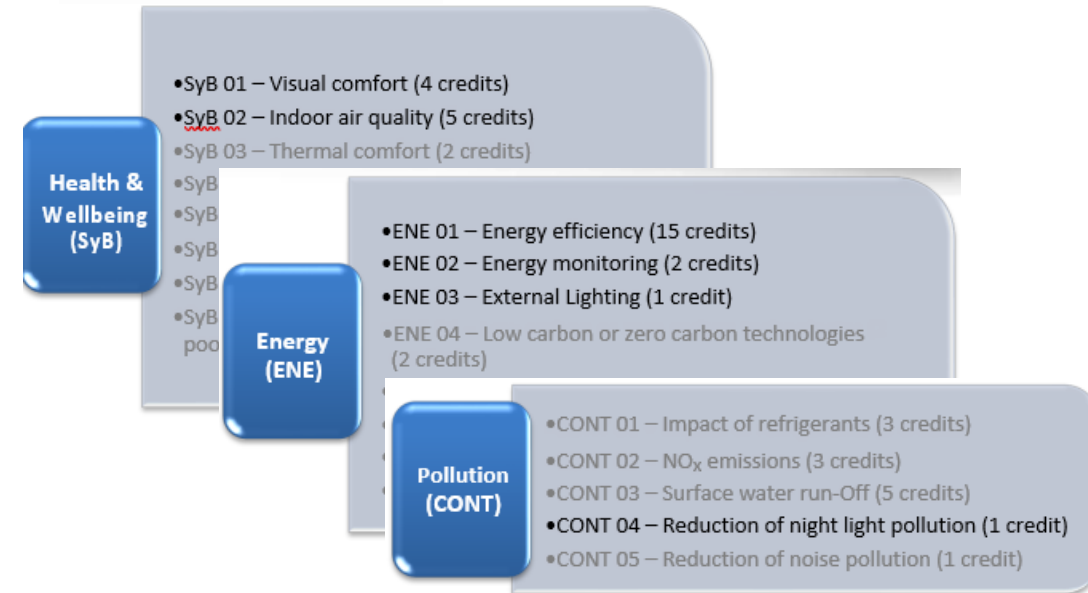 Health &
Wellbeing
(SyB)
•SyB 01 – Visual comfort (4 credits)
•SyB 02 – Indoor air quality (5 credits)
•SyB 03 – Thermal comfort (2 credits)
•SyB
•SyB
•SyB
•SyB
•SyB
poo
Energy
(ENE)
•ENE 01 – Energy efficiency (15 credits)
•ENE 02 – Energy monitoring (2 credits)
•ENE 03 – External Lighting (1 credit)
•ENE 04 – Low carbon or zero carbon technologies
(2 credits)
Pollution
(CONT)
•CONT 01 – Impact of refrigerants (3 credits)
•CONT 02 – NOₓ emissions (3 credits)
•CONT 03 – Surface water run-Off (5 credits)
•CONT 04 – Reduction of night light pollution (1 credit)
•CONT 05 – Reduction of noise pollution (1 credit)